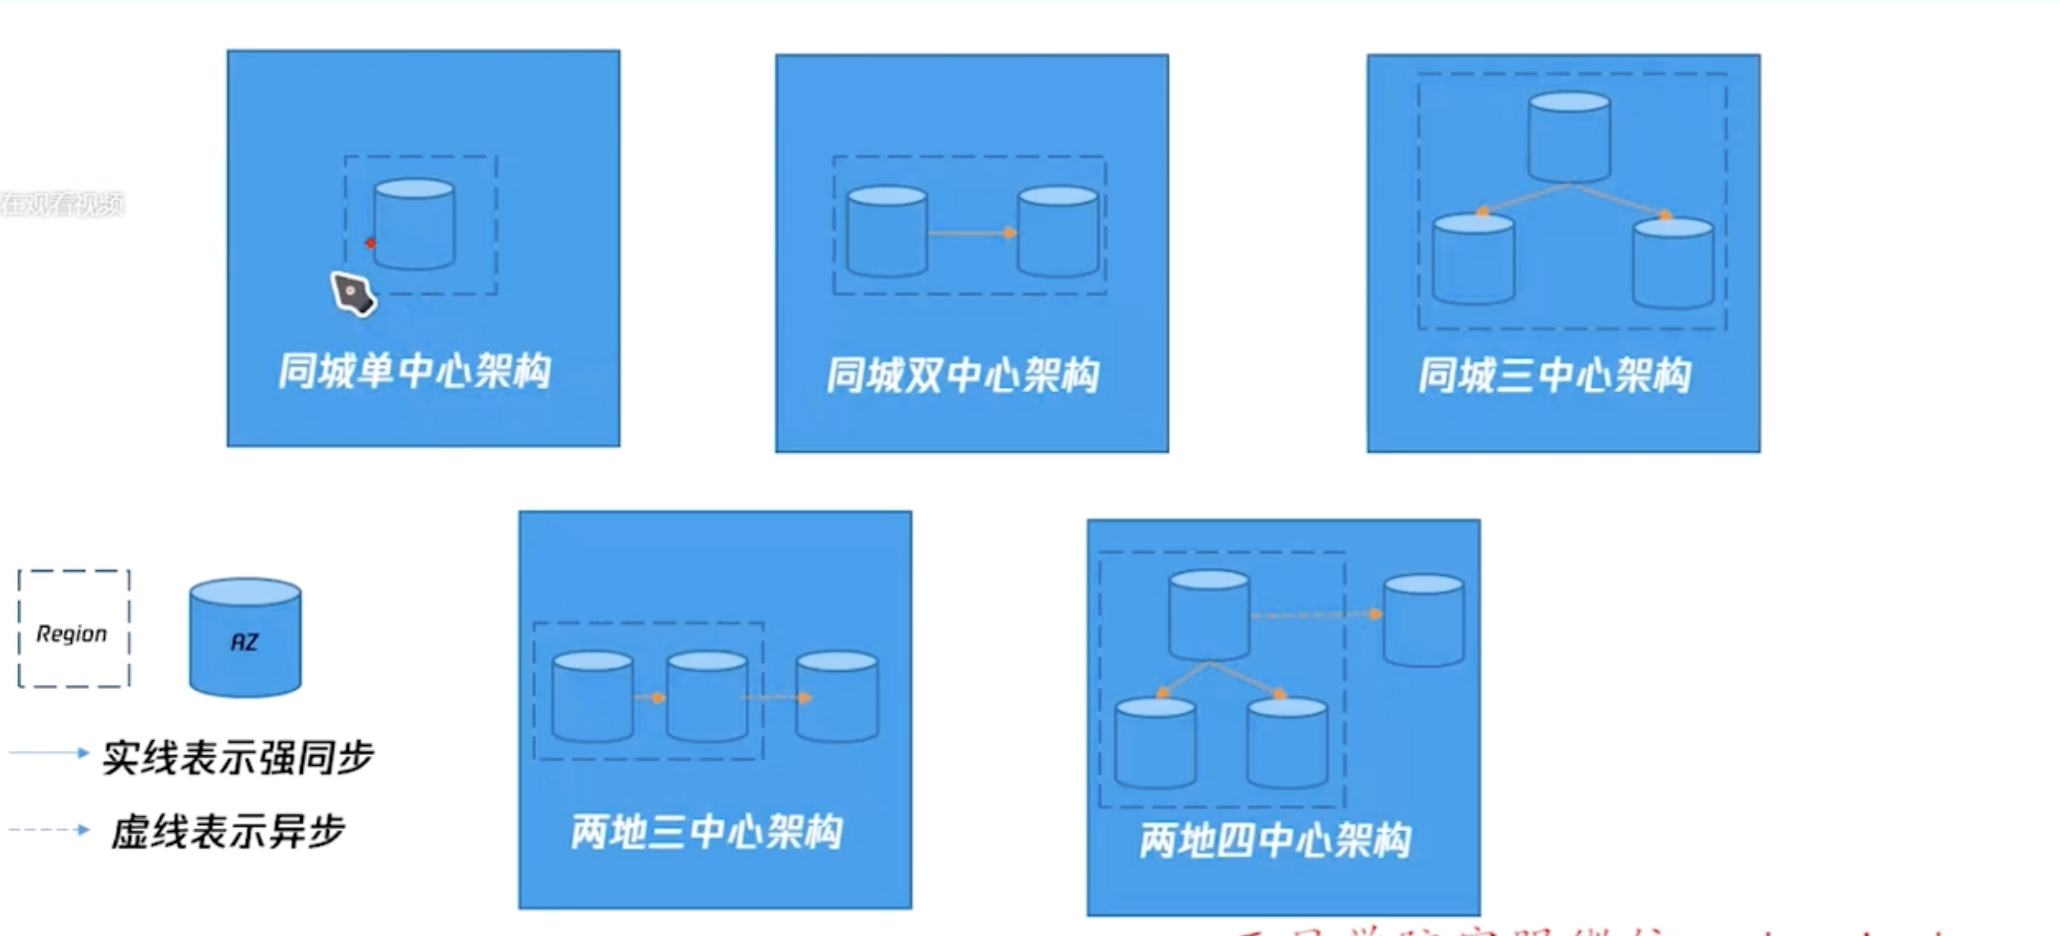 在观看视频
同城单中心架构
同城双中心架构
同城三中心架构
Region
AZ
实线表示强同步
虚线表示异步
两地三中心架构
两地四中心架构